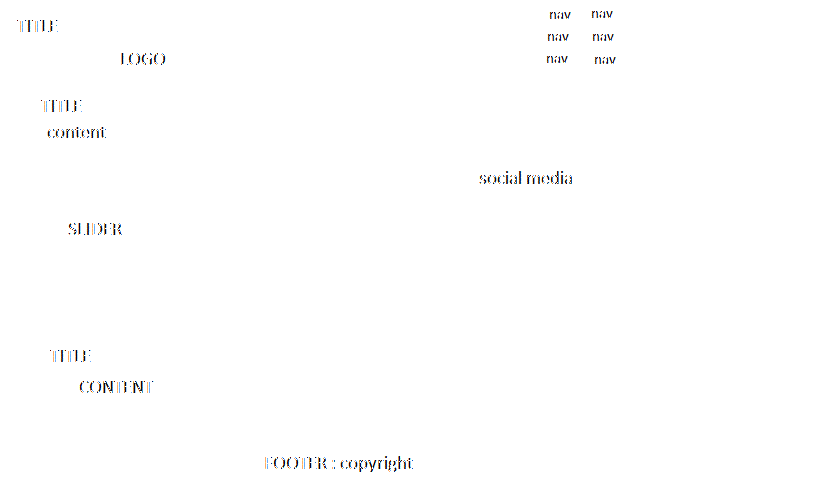 TITLE
nav nav
nav nav
LOGO
nav nav
TITLE
content
social media
SLIDER
TITLE
CONTENT
FOOTER : copyright